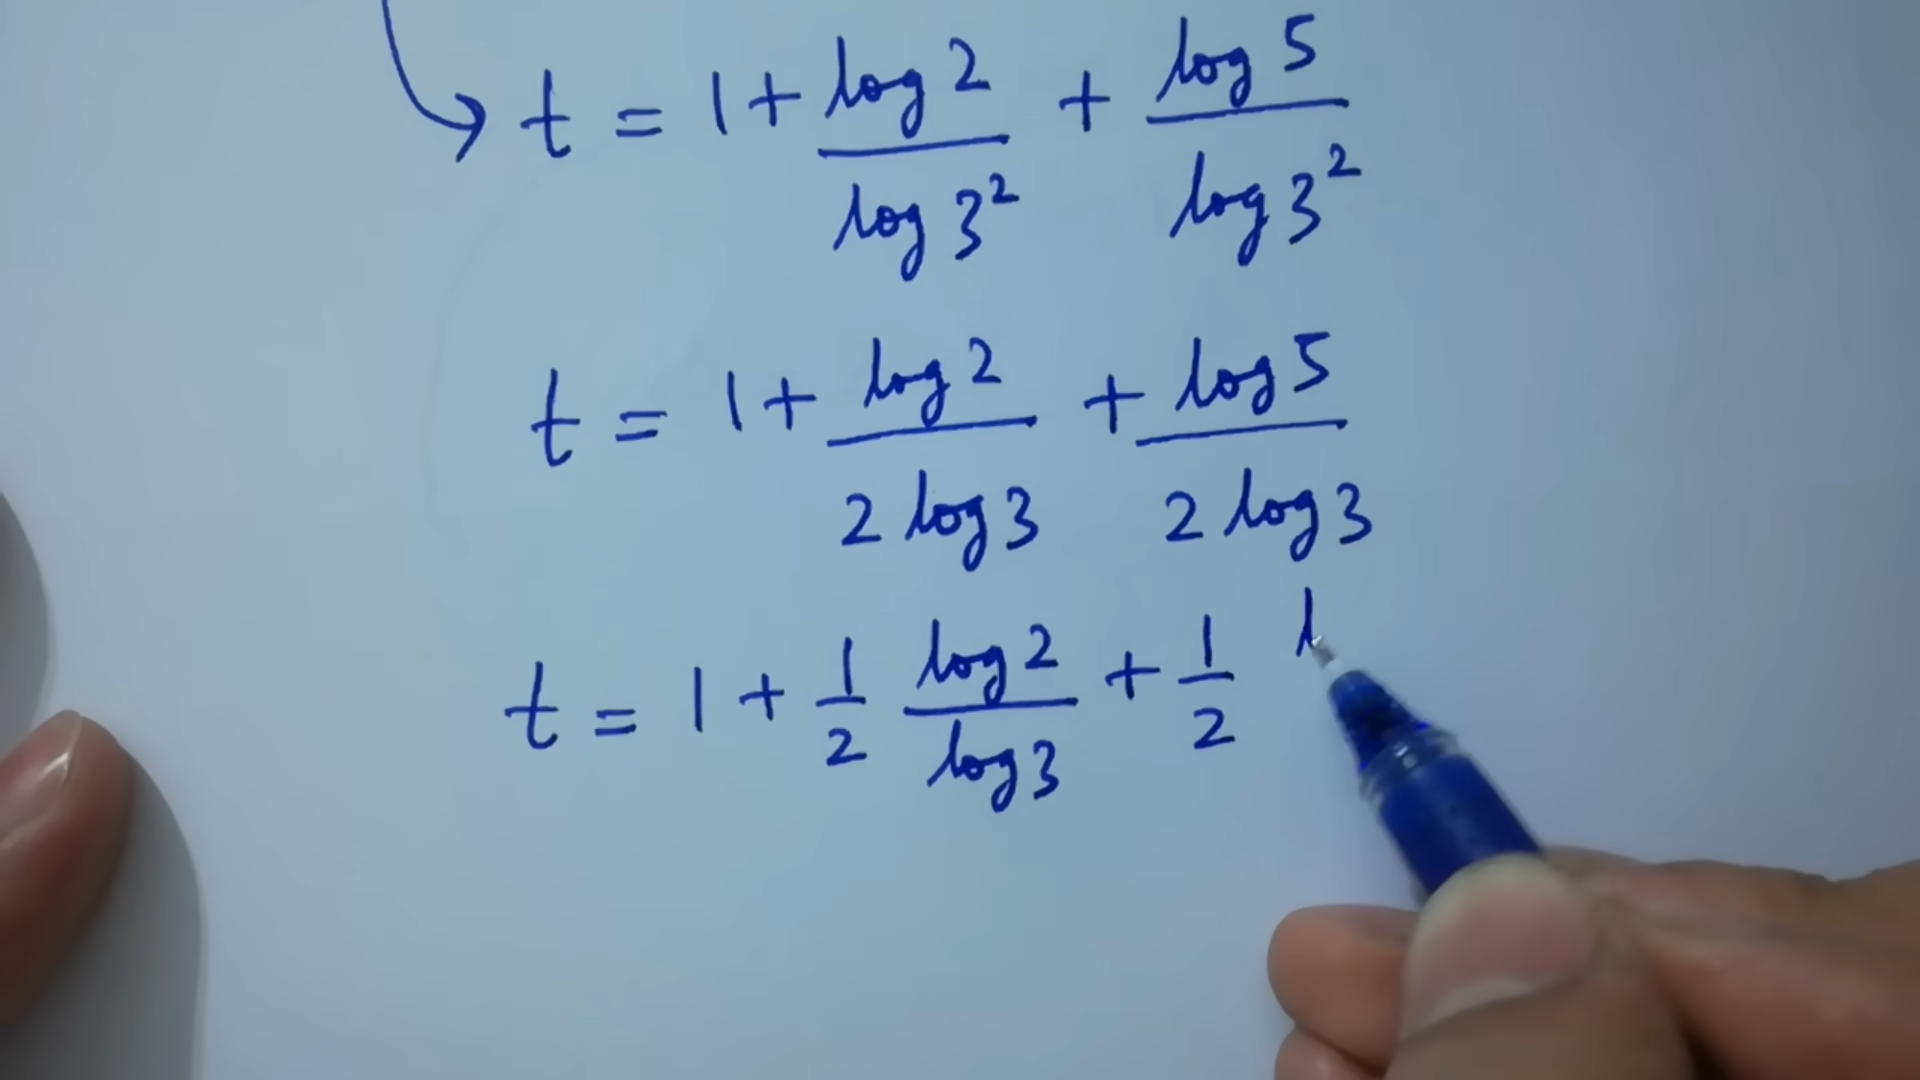 t = 1 + log 2 / log 3² + log 5 / log 3²
t = 1 + log 2 / 2 log 3 + log 5 / 2 log 3
t = 1 + 1/2 log 2 / log 3 + 1/2 l